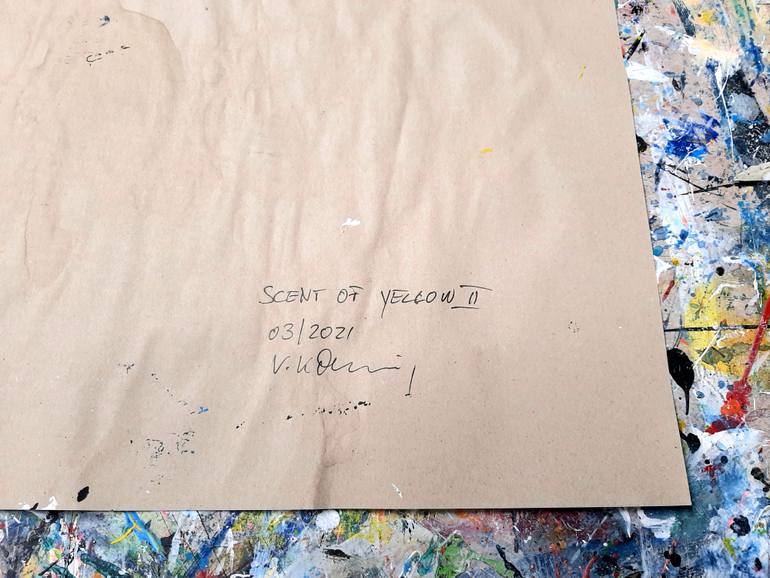 SCENT OF YELLOW II
03/2021
V.